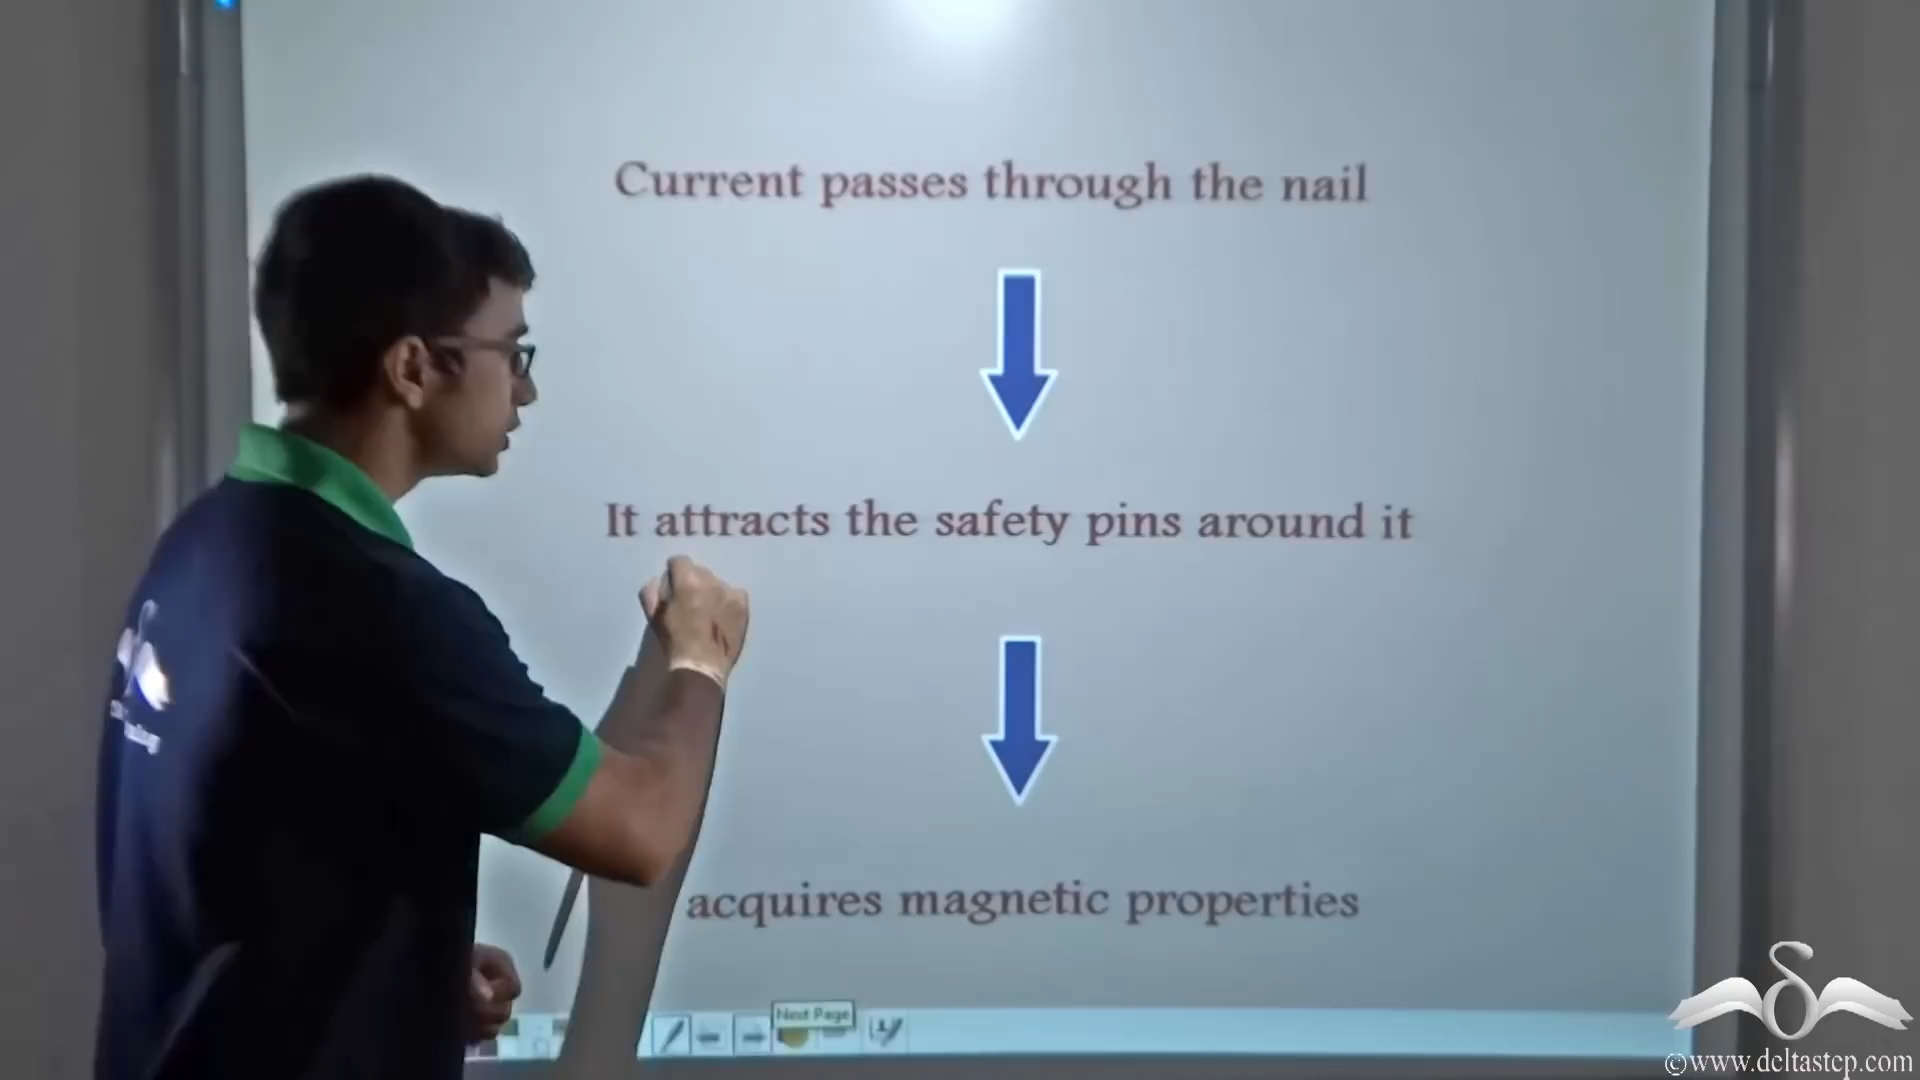 Current passes through the nail
It attracts the safety pins around it
acquires magnetic properties
Next Page
©www.deltastep.com